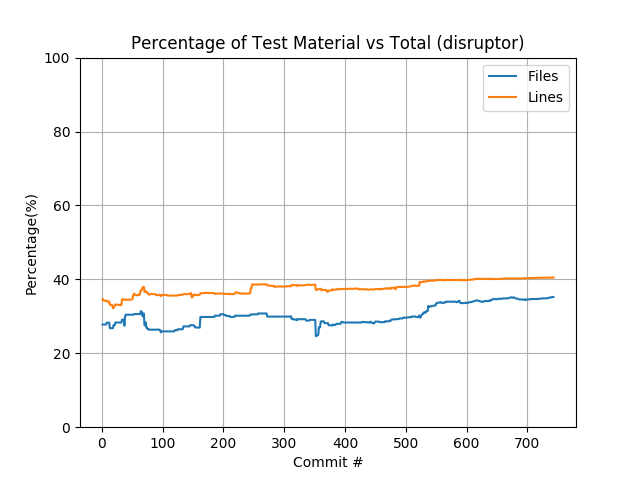 Percentage of Test Material vs Total (disruptor)
Files
Lines
Percentage(%)
100
80
60
40
20
0
0 100 200 300 400 500 600 700
Commit #